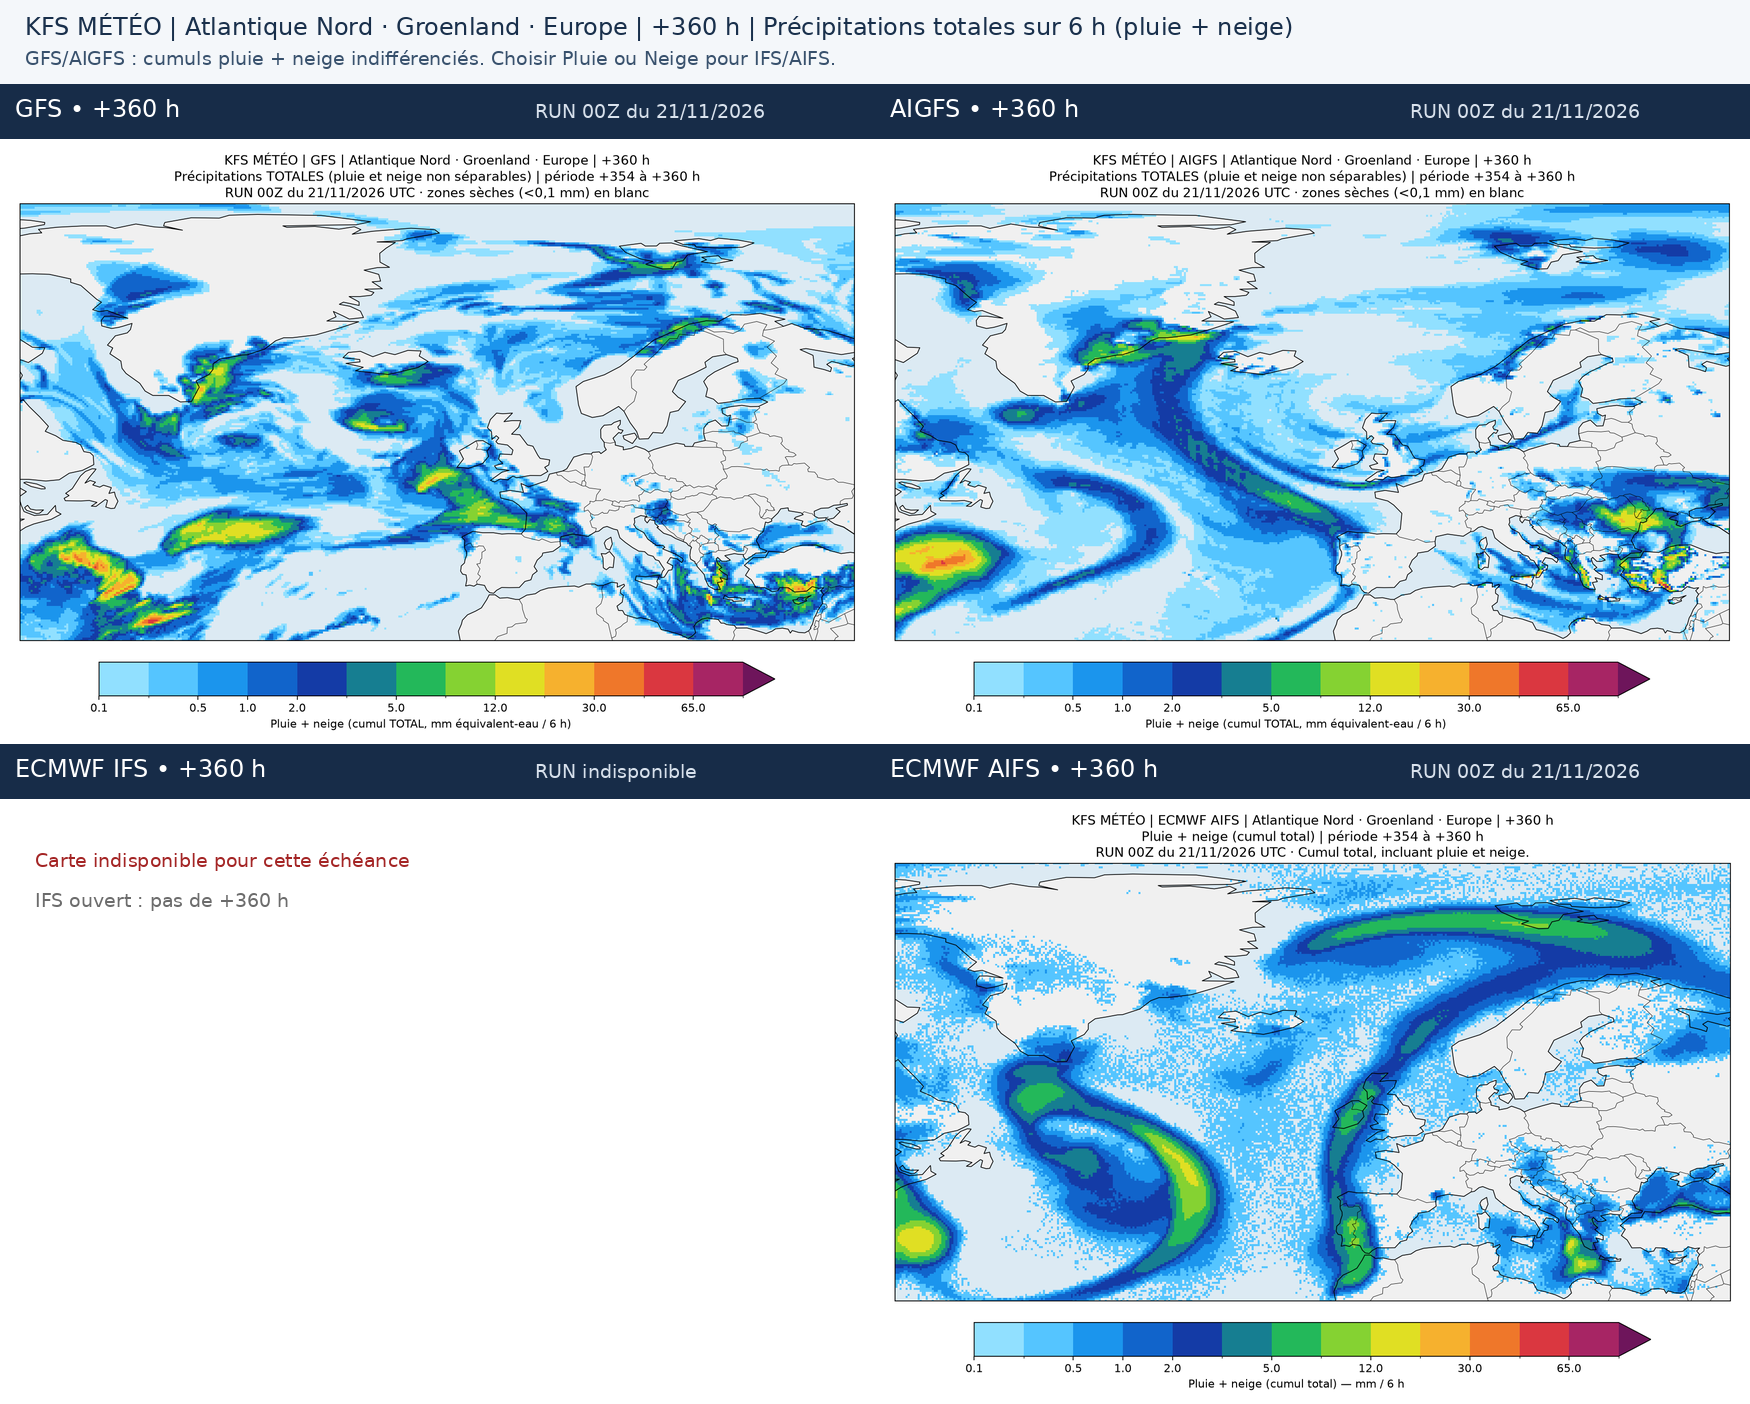 KFS MÉTÉO | Atlantique Nord · Groenland · Europe | +360 h | Précipitations totales sur 6 h (pluie + neige)
GFS/AIGFS : cumuls pluie + neige indifférenciés. Choisir Pluie ou Neige pour IFS/AIFS.
GFS • +360 h
RUN 00Z du 21/11/2026
AIGFS • +360 h
RUN 00Z du 21/11/2026
KFS MÉTÉO | GFS | Atlantique Nord · Groenland · Europe | +360 h
Précipitations TOTALES (pluie et neige non séparables) | période +354 à +360 h
RUN 00Z du 21/11/2026 UTC · zones sèches (<0,1 mm) en blanc
KFS MÉTÉO | AIGFS | Atlantique Nord · Groenland · Europe | +360 h
Précipitations TOTALES (pluie et neige non séparables) | période +354 à +360 h
RUN 00Z du 21/11/2026 UTC · zones sèches (<0,1 mm) en blanc
0.1 0.5 1.0 2.0 5.0 12.0 30.0 65.0
Pluie + neige (cumul TOTAL, mm équivalent-eau / 6 h)
0.1 0.5 1.0 2.0 5.0 12.0 30.0 65.0
Pluie + neige (cumul TOTAL, mm équivalent-eau / 6 h)
ECMWF IFS • +360 h
RUN indisponible
ECMWF AIFS • +360 h
RUN 00Z du 21/11/2026
Carte indisponible pour cette échéance
IFS ouvert : pas de +360 h
KFS MÉTÉO | ECMWF AIFS | Atlantique Nord · Groenland · Europe | +360 h
Pluie + neige (cumul total) | période +354 à +360 h
RUN 00Z du 21/11/2026 UTC · Cumul total, incluant pluie et neige.
0.1 0.5 1.0 2.0 5.0 12.0 30.0 65.0
Pluie + neige (cumul total) — mm / 6 h